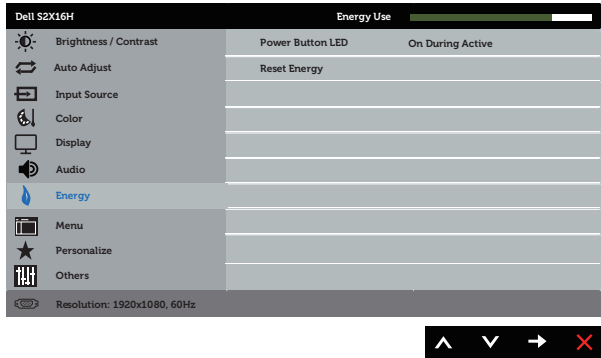 Dell S2X16H Energy Use
Brightness / Contrast Power Button LED On During Active
Auto Adjust Reset Energy
Input Source
Color
Display
Audio
Energy
Menu
Personalize
Others
Resolution: 1920x1080, 60Hz